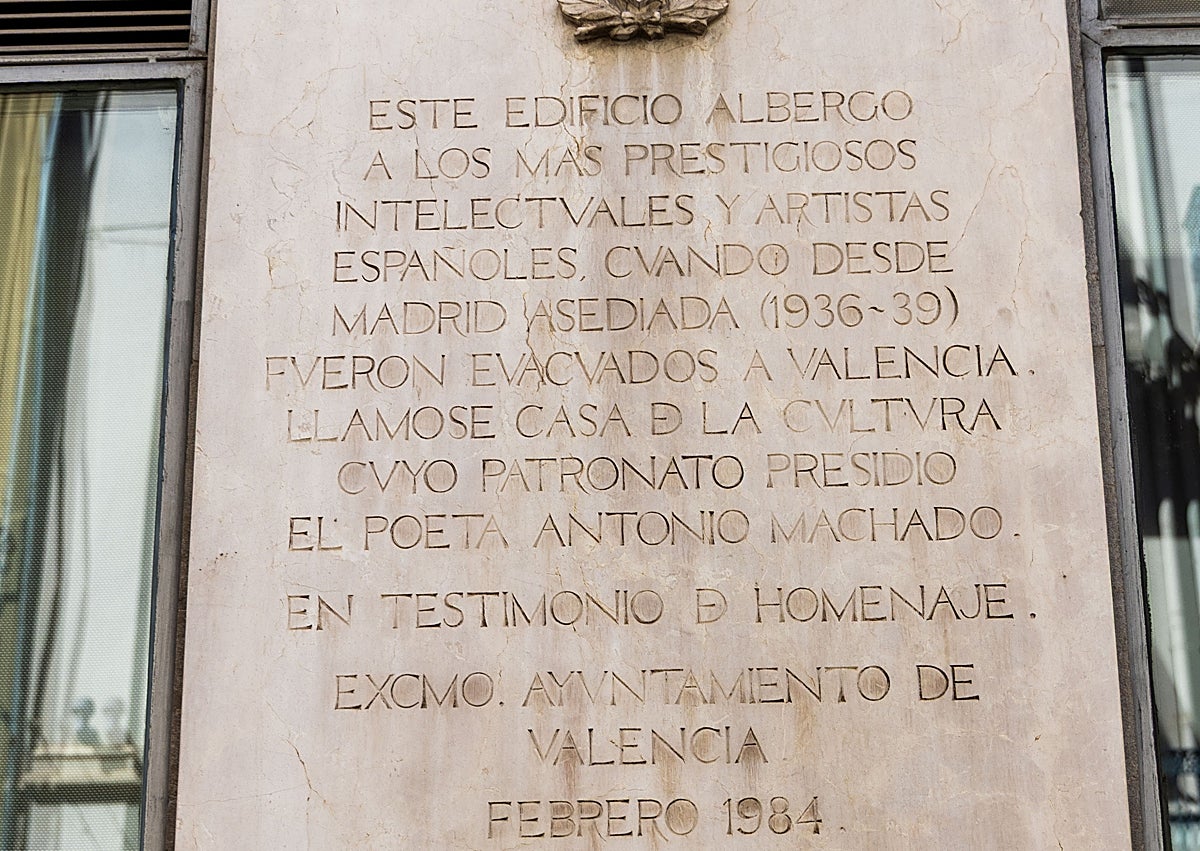 ESTE EDIFICIO ALBERGO
A LOS MAS PRESTIGIOSOS
INTELECTVALES Y ARTISTAS
ESPAÑOLES, CVANDO DESDE
MADRID ASEDIADA (1936~39)
FVERON EVACVADOS A VALENCIA.
LLAMOSE CASA Đ LA CVLTVRA
CVYO PATRONATO PRESIDIO
EL POETA ANTONIO MACHADO.
EN TESTIMONIO Đ HOMENAJE.
EXCMO. AYVNTAMIENTO DE
VALENCIA
FEBRERO 1984.